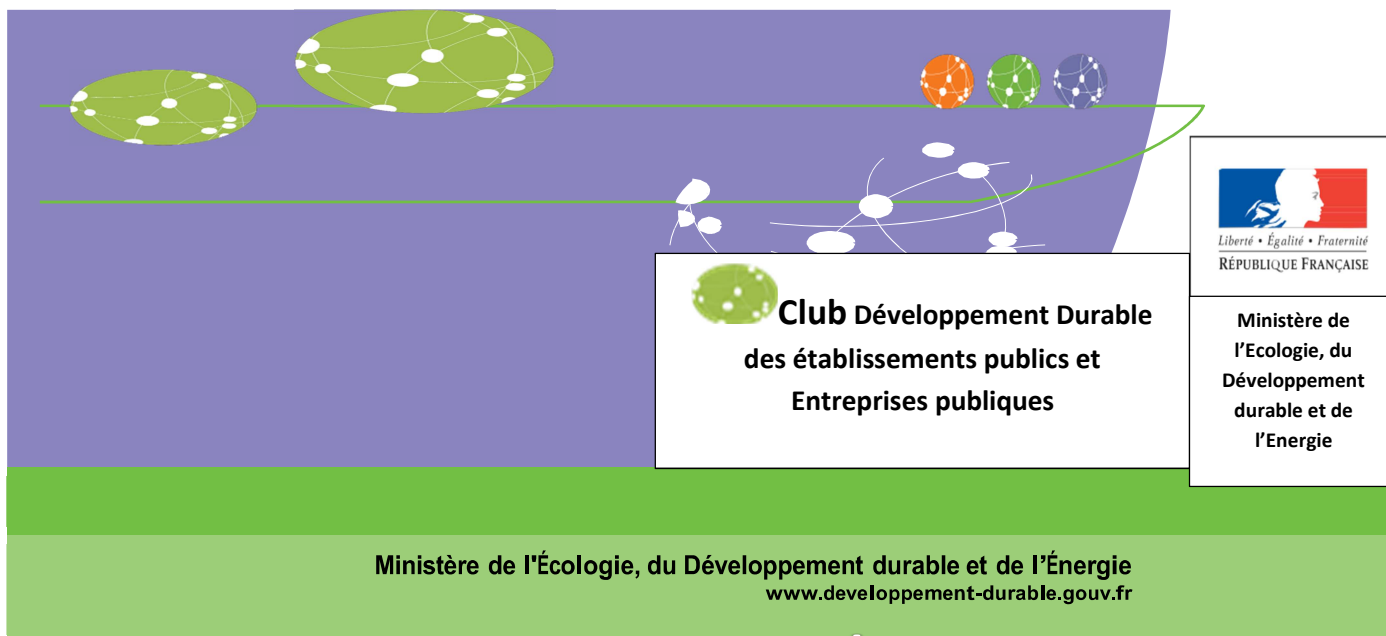 Liberté • Égalité • Fraternité
RÉPUBLIQUE FRANÇAISE
Club Développement Durable
des établissements publics et
Entreprises publiques
Ministère de
l’Ecologie, du
Développement
durable et de
l’Energie
Ministère de l'Écologie, du Développement durable et de l’Énergie
www.developpement-durable.gouv.fr